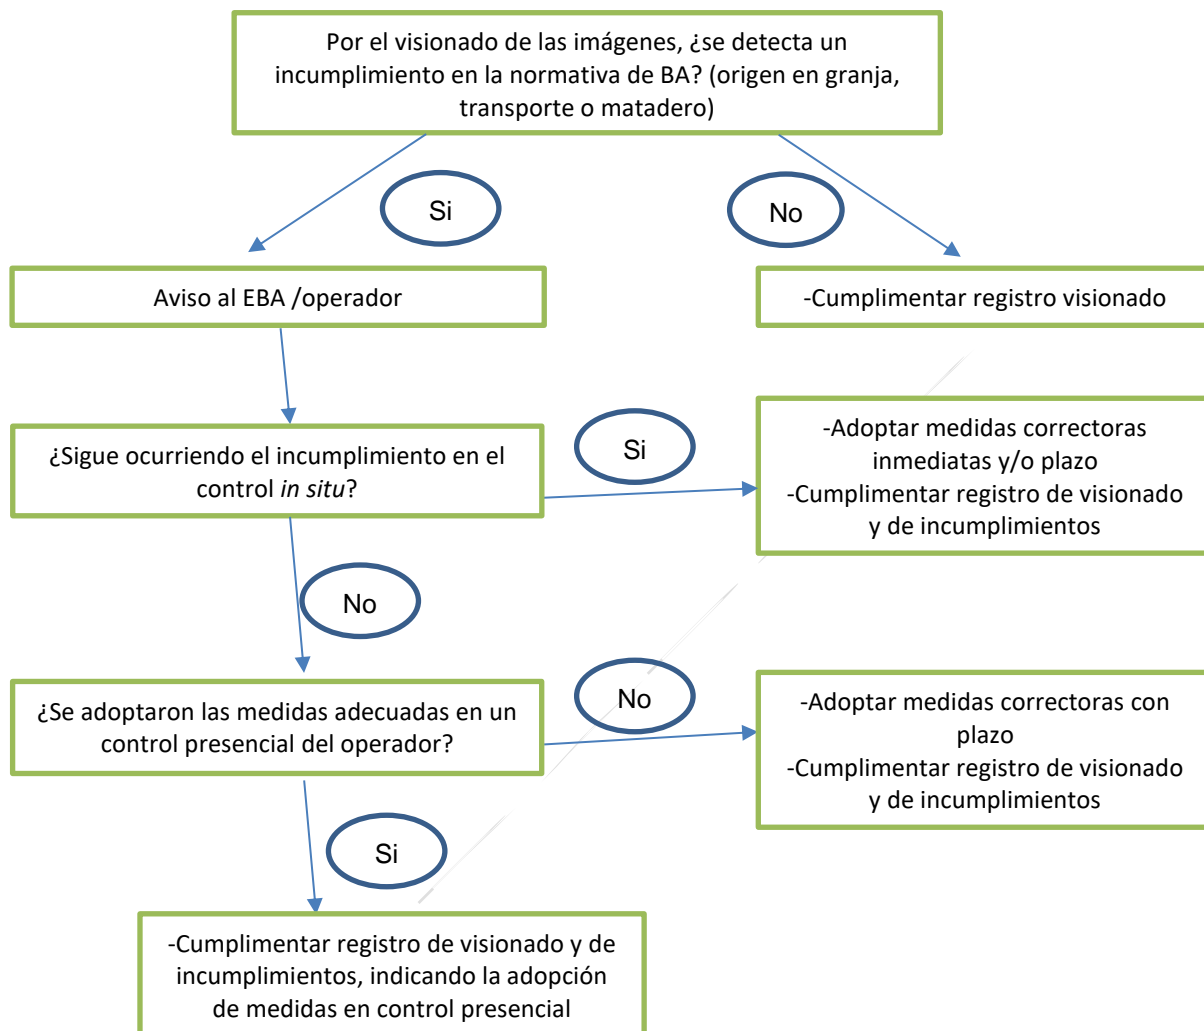 Por el visionado de las imágenes, ¿se detecta un
incumplimiento en la normativa de BA? (origen en granja,
transporte o matadero)
Si
No
Aviso al EBA /operador
-Cumplimentar registro visionado
¿Sigue ocurriendo el incumplimiento en el
control in situ?
Si
-Adoptar medidas correctoras
inmediatas y/o plazo
-Cumplimentar registro de visionado
y de incumplimientos
No
¿Se adoptaron las medidas adecuadas en un
control presencial del operador?
No
-Adoptar medidas correctoras con
plazo
-Cumplimentar registro de visionado
y de incumplimientos
Si
-Cumplimentar registro de visionado y de
incumplimientos, indicando la adopción
de medidas en control presencial